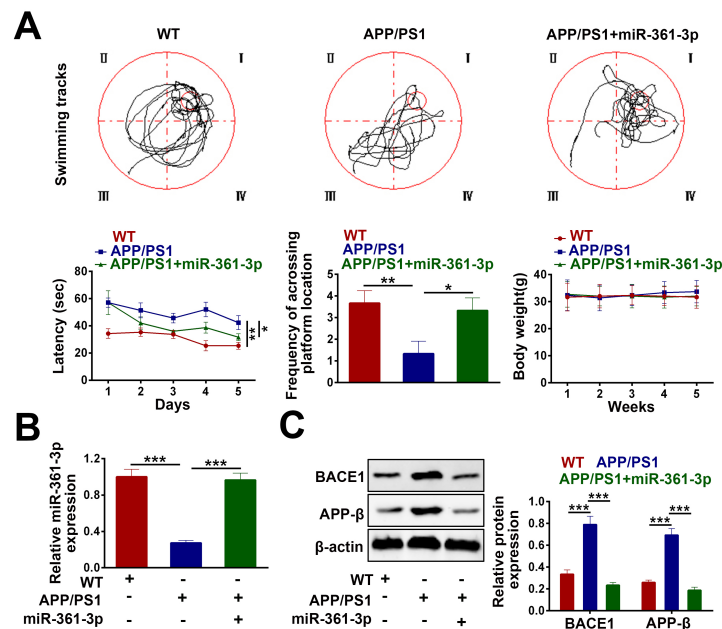 A
WT
APP/PS1
APP/PS1+miR-361-3p
Swimming tracks
II
I
III
IV
II
I
III
IV
II
I
III
IV
WT
APP/PS1
APP/PS1+miR-361-3p
Latency (sec)
80
60
40
20
0
1 2 3 4 5
Days
**
*
WT
APP/PS1
APP/PS1+miR-361-3p
Frequency of acrossing
platform location
5
4
3
2
1
0
**
*
WT
APP/PS1
APP/PS1+miR-361-3p
Body weight(g)
40
30
20
10
0
1 2 3 4 5
Weeks
B
Relative miR-361-3p
expression
1.2
0.8
0.4
0.0
***
***
WT + - -
APP/PS1 - + +
miR-361-3p - - +
C
BACE1
APP-β
β-actin
WT + - -
APP/PS1 - + +
miR-361-3p - - +
WT APP/PS1
APP/PS1+miR-361-3p
Relative protein
expression
1.0
0.8
0.6
0.4
0.2
0.0
***
***
***
***
BACE1 APP-β